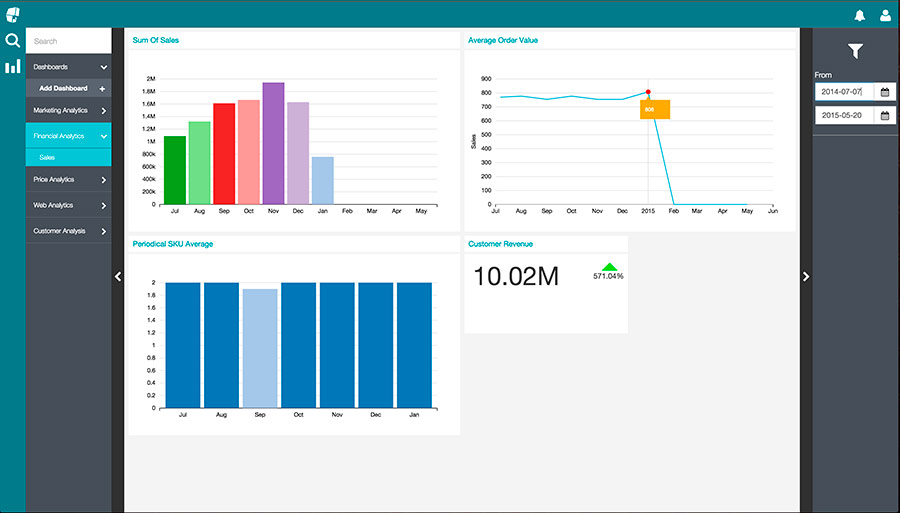 Search
Dashboards
Add Dashboard +
Marketing Analytics
Financial Analytics
Sales
Price Analytics
Web Analytics
Customer Analysis
Sum Of Sales
2M
1.8M
1.6M
1.4M
1.2M
1M
800k
600k
400k
200k
0
Jul Aug Sep Oct Nov Dec Jan Feb Mar Apr May
Average Order Value
Sales
900
800
700
600
500
400
300
200
100
0
Jul Aug Sep Oct Nov Dec 2015 Feb Mar Apr May Jun
Periodical SKU Average
2
1.8
1.6
1.4
1.2
1
0.8
0.6
0.4
0.2
0
Jul Aug Sep Oct Nov Dec Jan
Customer Revenue
10.02M
571.04%
From
2014-07-07
2015-05-20